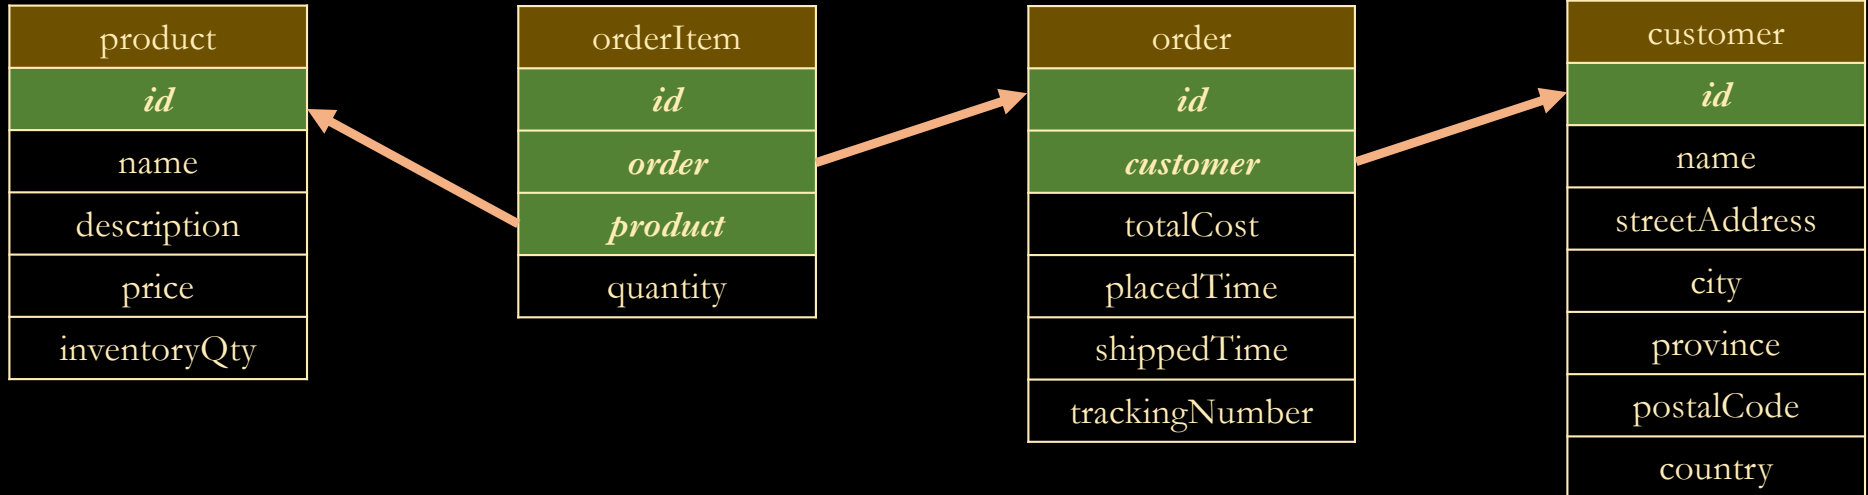 product
id
name
description
price
inventoryQty
orderItem
id
order
product
quantity
order
id
customer
totalCost
placedTime
shippedTime
trackingNumber
customer
id
name
streetAddress
city
province
postalCode
country